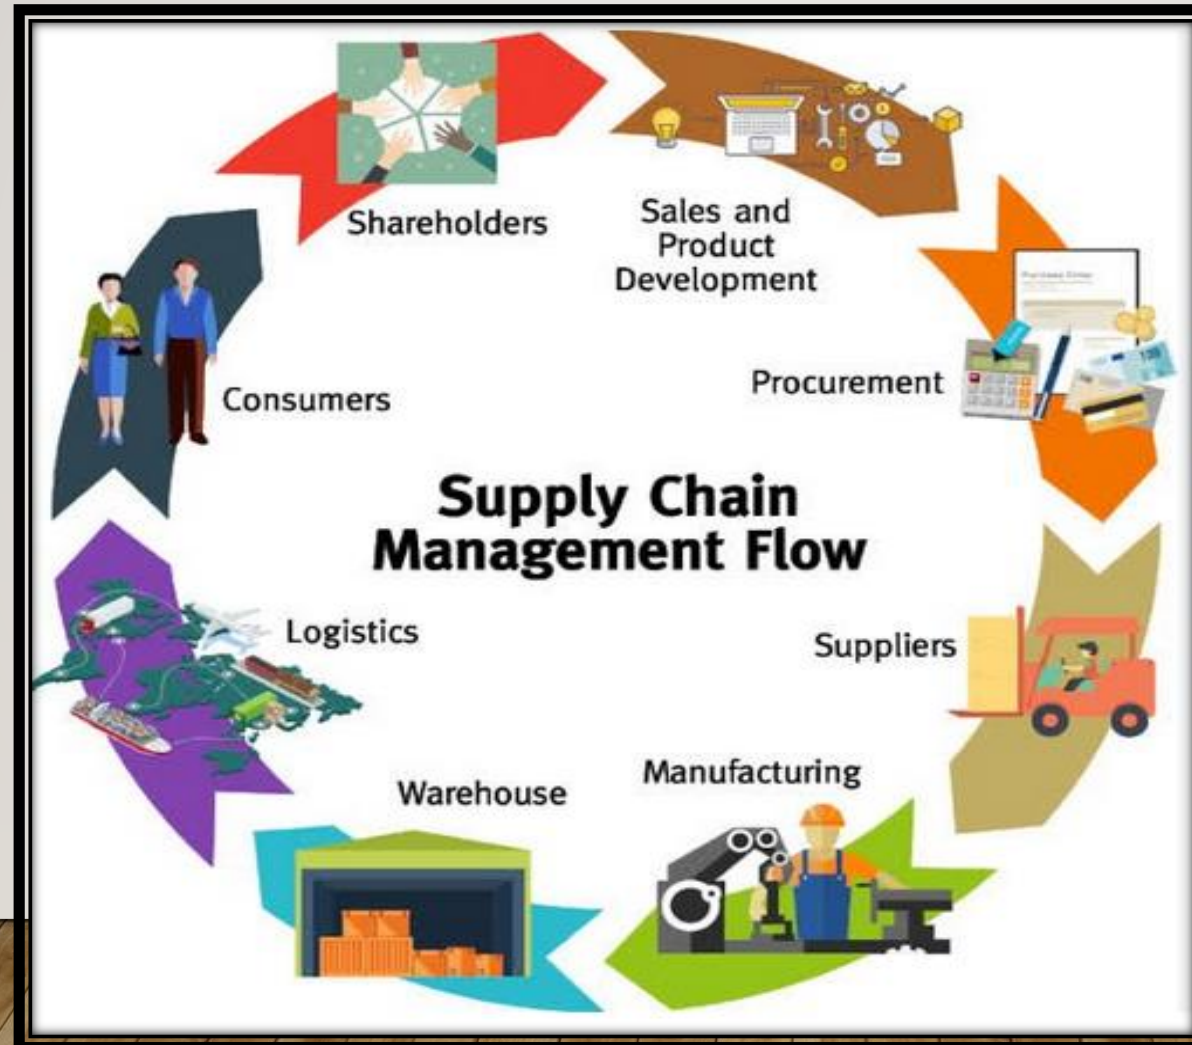 Shareholders
Sales and
Product
Development
Procurement
Suppliers
Manufacturing
Warehouse
Logistics
Consumers
Supply Chain
Management Flow